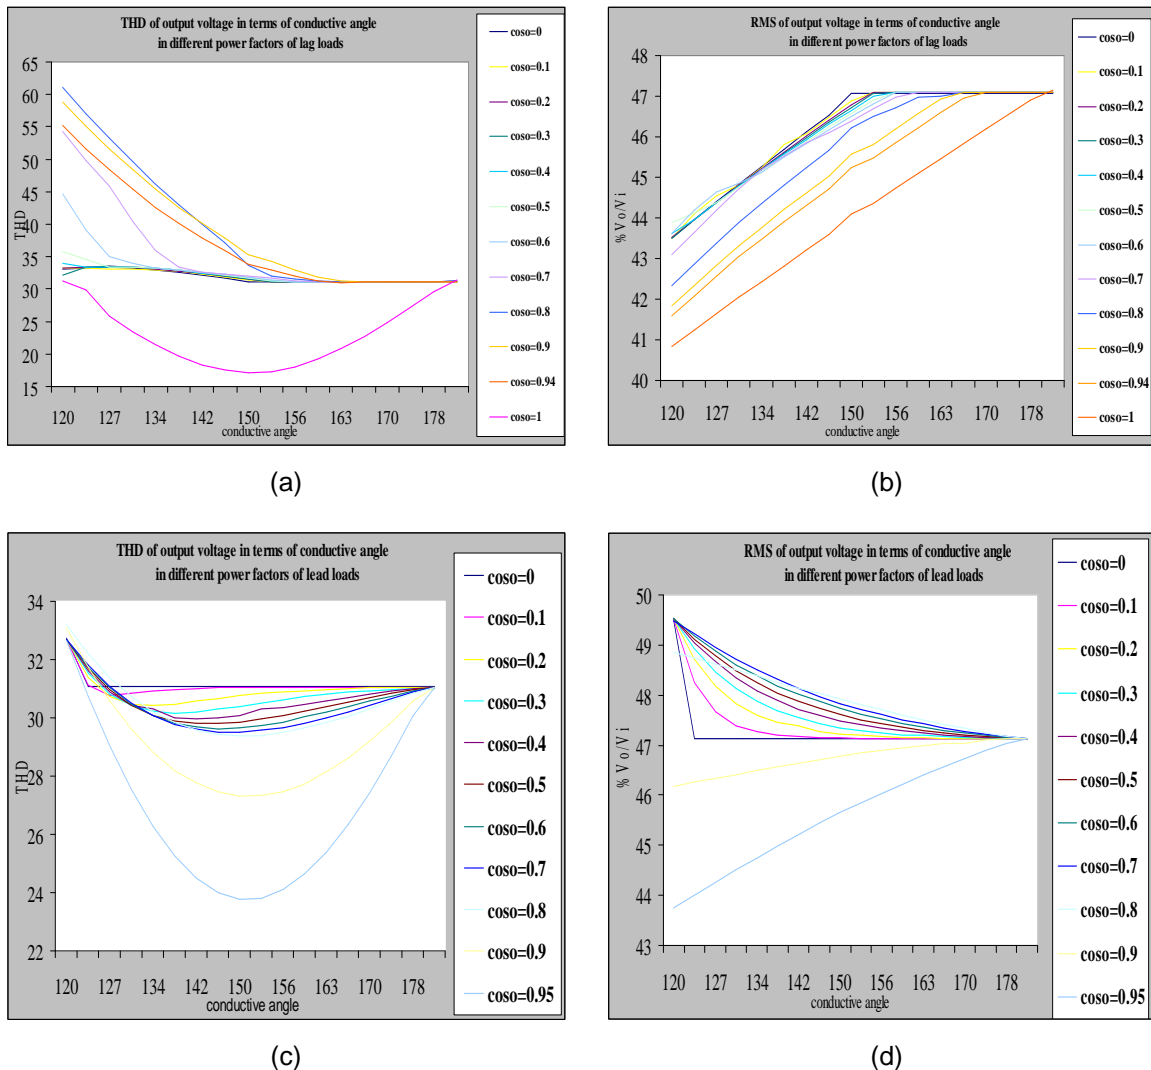 THD of output voltage in terms of conductive angle
in different power factors of lag loads
65
60
55
50
45
40
35
30
25
20
15
THD
120 127 134 142 150 156 163 170 178
conductive angle
coso=0
coso=0.1
coso=0.2
coso=0.3
coso=0.4
coso=0.5
coso=0.6
coso=0.7
coso=0.8
coso=0.9
coso=0.94
coso=1
(a)
RMS of output voltage in terms of conductive angle
in different power factors of lag loads
48
47
46
45
44
43
42
41
40
% Vo/Vi
120 127 134 142 150 156 163 170 178
conductive angle
coso=0
coso=0.1
coso=0.2
coso=0.3
coso=0.4
coso=0.5
coso=0.6
coso=0.7
coso=0.8
coso=0.9
coso=0.94
coso=1
(b)
THD of output voltage in terms of conductive angle
in different power factors of lead loads
34
32
30
28
26
24
22
THD
120 127 134 142 150 156 163 170 178
conductive angle
coso=0
coso=0.1
coso=0.2
coso=0.3
coso=0.4
coso=0.5
coso=0.6
coso=0.7
coso=0.8
coso=0.9
coso=0.95
(c)
RMS of output voltage in terms of conductive angle
in different power factors of lead loads
50
49
48
47
46
45
44
43
% Vo/Vi
120 127 134 142 150 156 163 170 178
conductive angle
coso=0
coso=0.1
coso=0.2
coso=0.3
coso=0.4
coso=0.5
coso=0.6
coso=0.7
coso=0.8
coso=0.9
coso=0.95
(d)